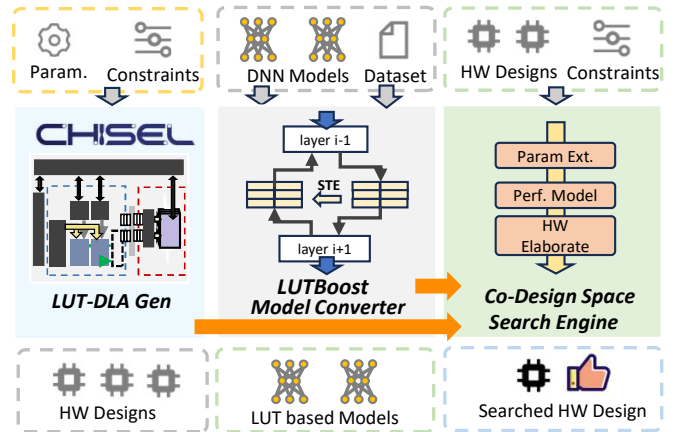 Param.
Constraints
DNN Models
Dataset
HW Designs
Constraints
CHISEL
LUT-DLA Gen
layer i-1
STE
layer i+1
LUTBoost
Model Converter
Param Ext.
Perf. Model
HW
Elaborate
Co-Design Space
Search Engine
HW Designs
LUT based Models
Searched HW Design